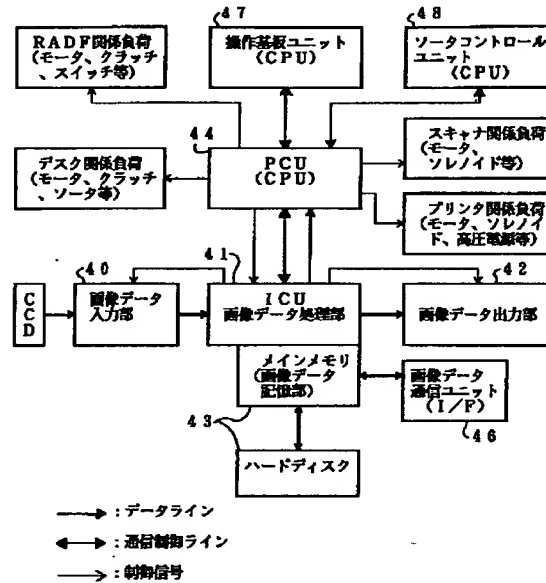 47
48
RADF関係負荷
(モータ、クラッチ
、スイッチ等)
操作基板ユニット
(CPU)
ソータコントロール
ユニット
(CPU)
44
デスク関係負荷
(モータ、クラッチ
、ソータ等)
PCU
(CPU)
スキャナ関係負荷
(モータ、
ソレノイド等)
プリンタ関係負荷
(モータ、ソレノイ
ド、高圧電源等)
40
41
42
CCD
画像データ
入力部
ICU
画像データ処理部
画像データ出力部
メインメモリ
(画像データ
記憶部)
画像データ
通信ユニット
(I/F)
43
46
ハードディスク
:データライン
:通信制御ライン
:制御信号